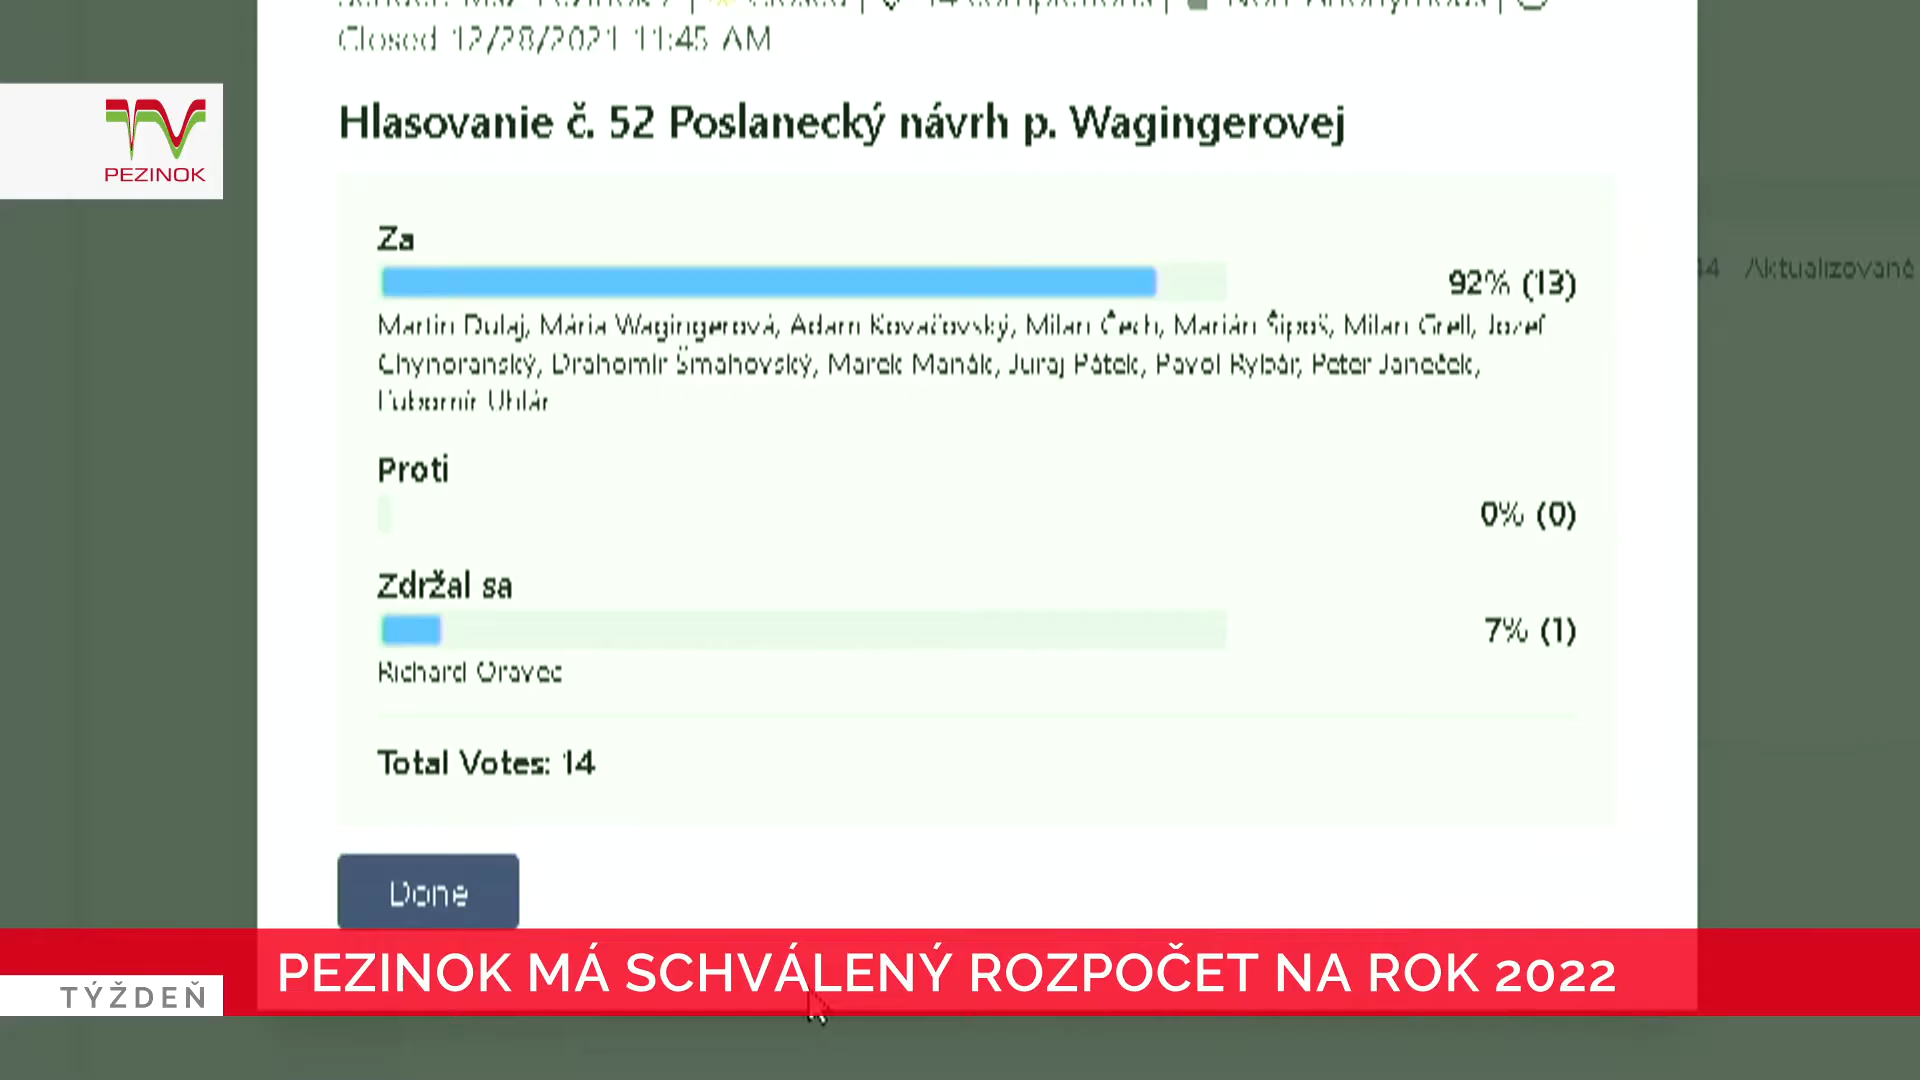 Closed 12/28/2021 11:45 AM
Hlasovanie č. 52 Poslanecký návrh p. Wagingerovej
PEZINOK
Za
92% (13)
Martin Dulaj, Mária Wagingerová, Adam Kovačovský, Milan Čech, Marián Šipoš, Milan Grell, Jozef
Chynoranský, Drahomír Šmahovský, Marek Manák, Juraj Pátek, Pavol Rybár, Peter Janeček,
Ľubomír Uhlár
44 Aktualizované
Proti
0% (0)
Zdržal sa
7% (1)
Richard Oravec
Total Votes: 14
Done
PEZINOK MÁ SCHVÁLENÝ ROZPOČET NA ROK 2022
TÝŽDEŇ